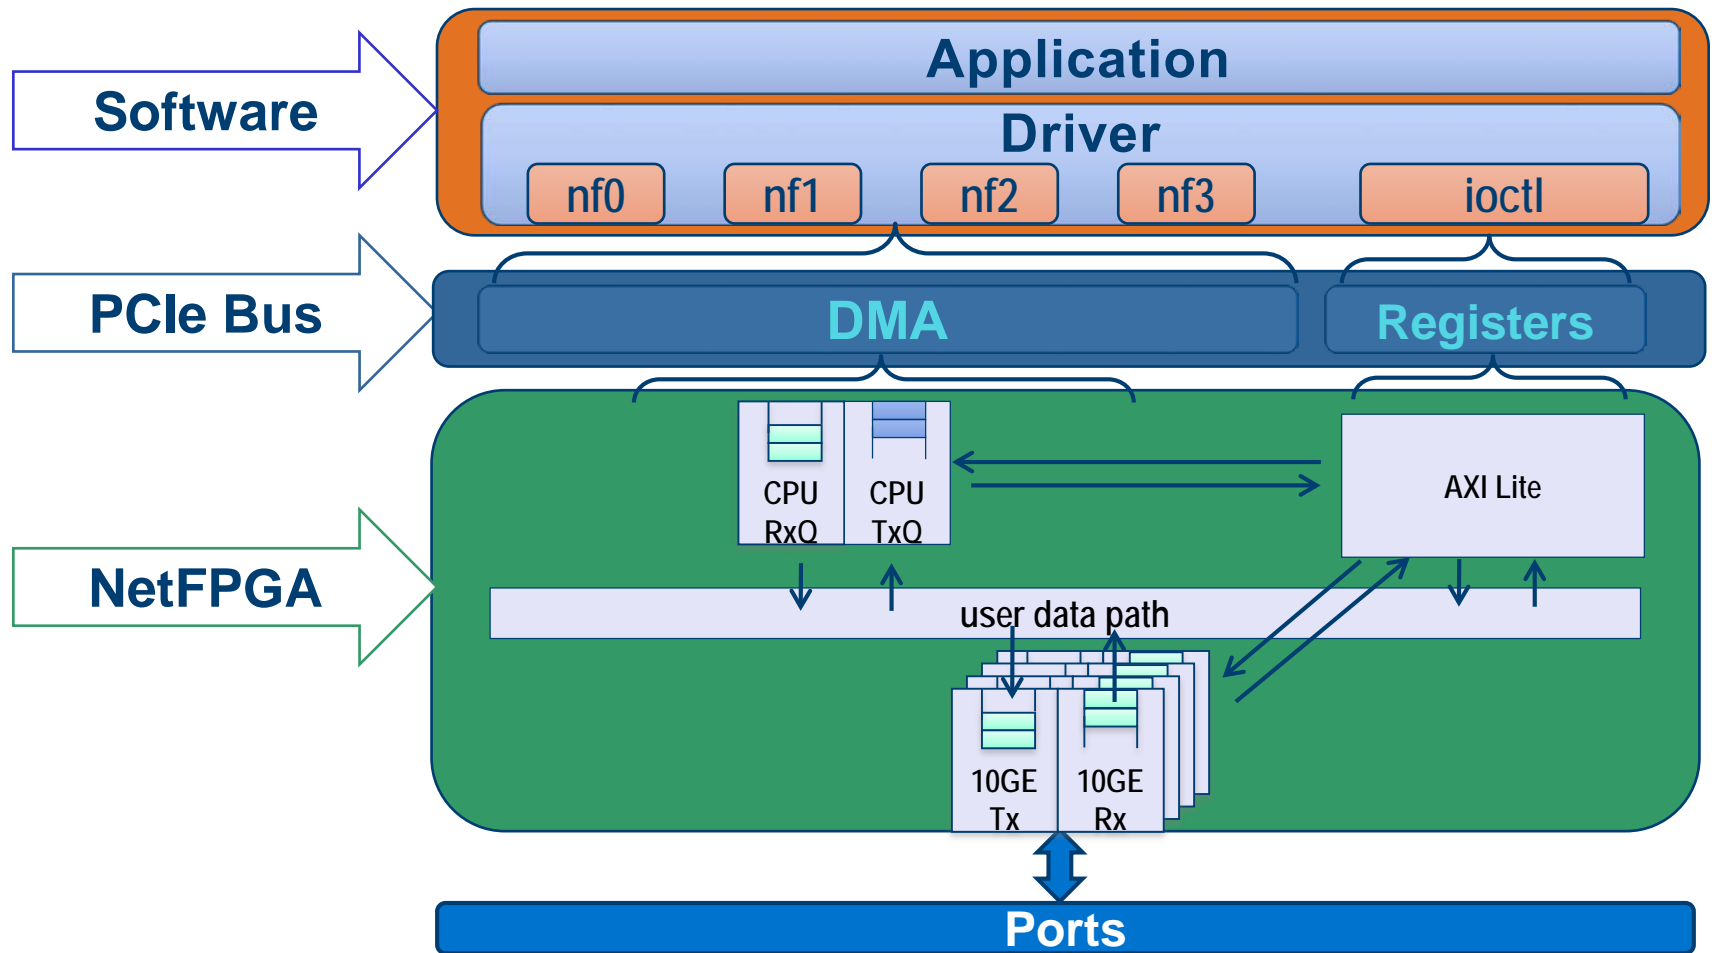 Application
Software
Driver
nf0 nf1 nf2 nf3 ioctl
PCIe Bus
DMA
Registers
CPU
RxQ
CPU
TxQ
AXI Lite
NetFPGA
user data path
10GE
Tx
10GE
Rx
Ports